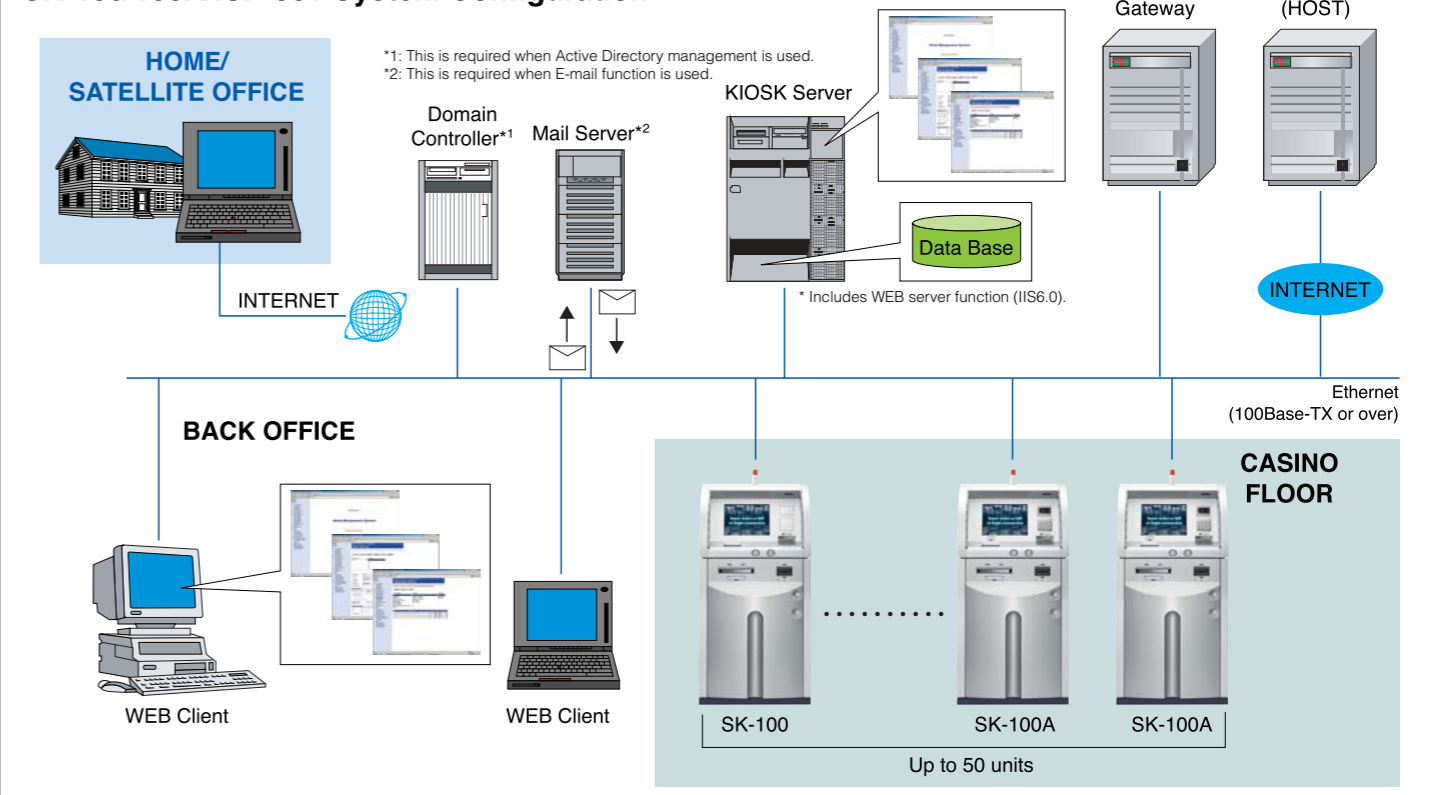 Gateway
(HOST)
HOME/
SATELLITE OFFICE
*1: This is required when Active Directory management is used.
*2: This is required when E-mail function is used.
KIOSK Server
Domain
Controller*1
Mail Server*2
Data Base
* Includes WEB server function (IIS6.0).
INTERNET
INTERNET
Ethernet
(100Base-TX or over)
BACK OFFICE
CASINO
FLOOR
WEB Client
WEB Client
SK-100
SK-100A
SK-100A
Up to 50 units